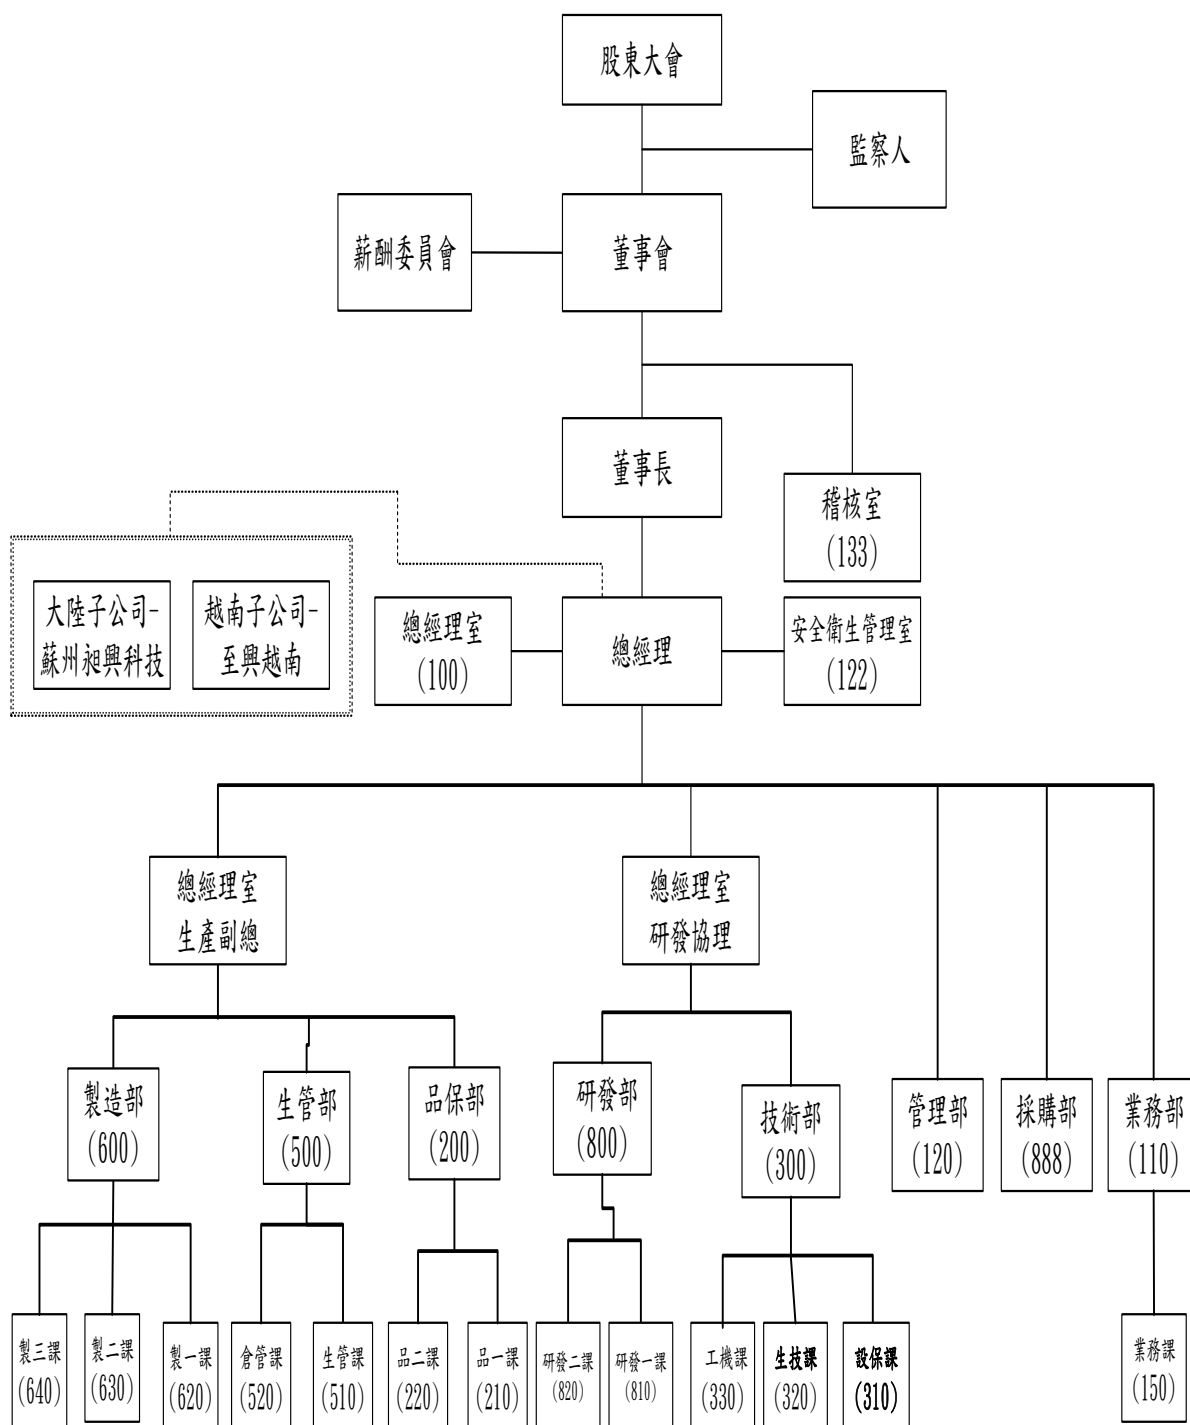 股東大會
監察人
薪酬委員會
董事會
董事長
稽核室
(133)
大陸子公司-
蘇州昶興科技
越南子公司-
至興越南
總經理室
(100)
總經理
安全衛生管理室
(122)
總經理室
生產副總
總經理室
研發協理
製造部
(600)
生管部
(500)
品保部
(200)
研發部
(800)
技術部
(300)
管理部
(120)
採購部
(888)
業務部
(110)
製三課
(640)
製二課
(630)
製一課
(620)
倉管課
(520)
生管課
(510)
品二課
(220)
品一課
(210)
研發二課
(820)
研發一課
(810)
工機課
(330)
生技課
(320)
設保課
(310)
業務課
(150)